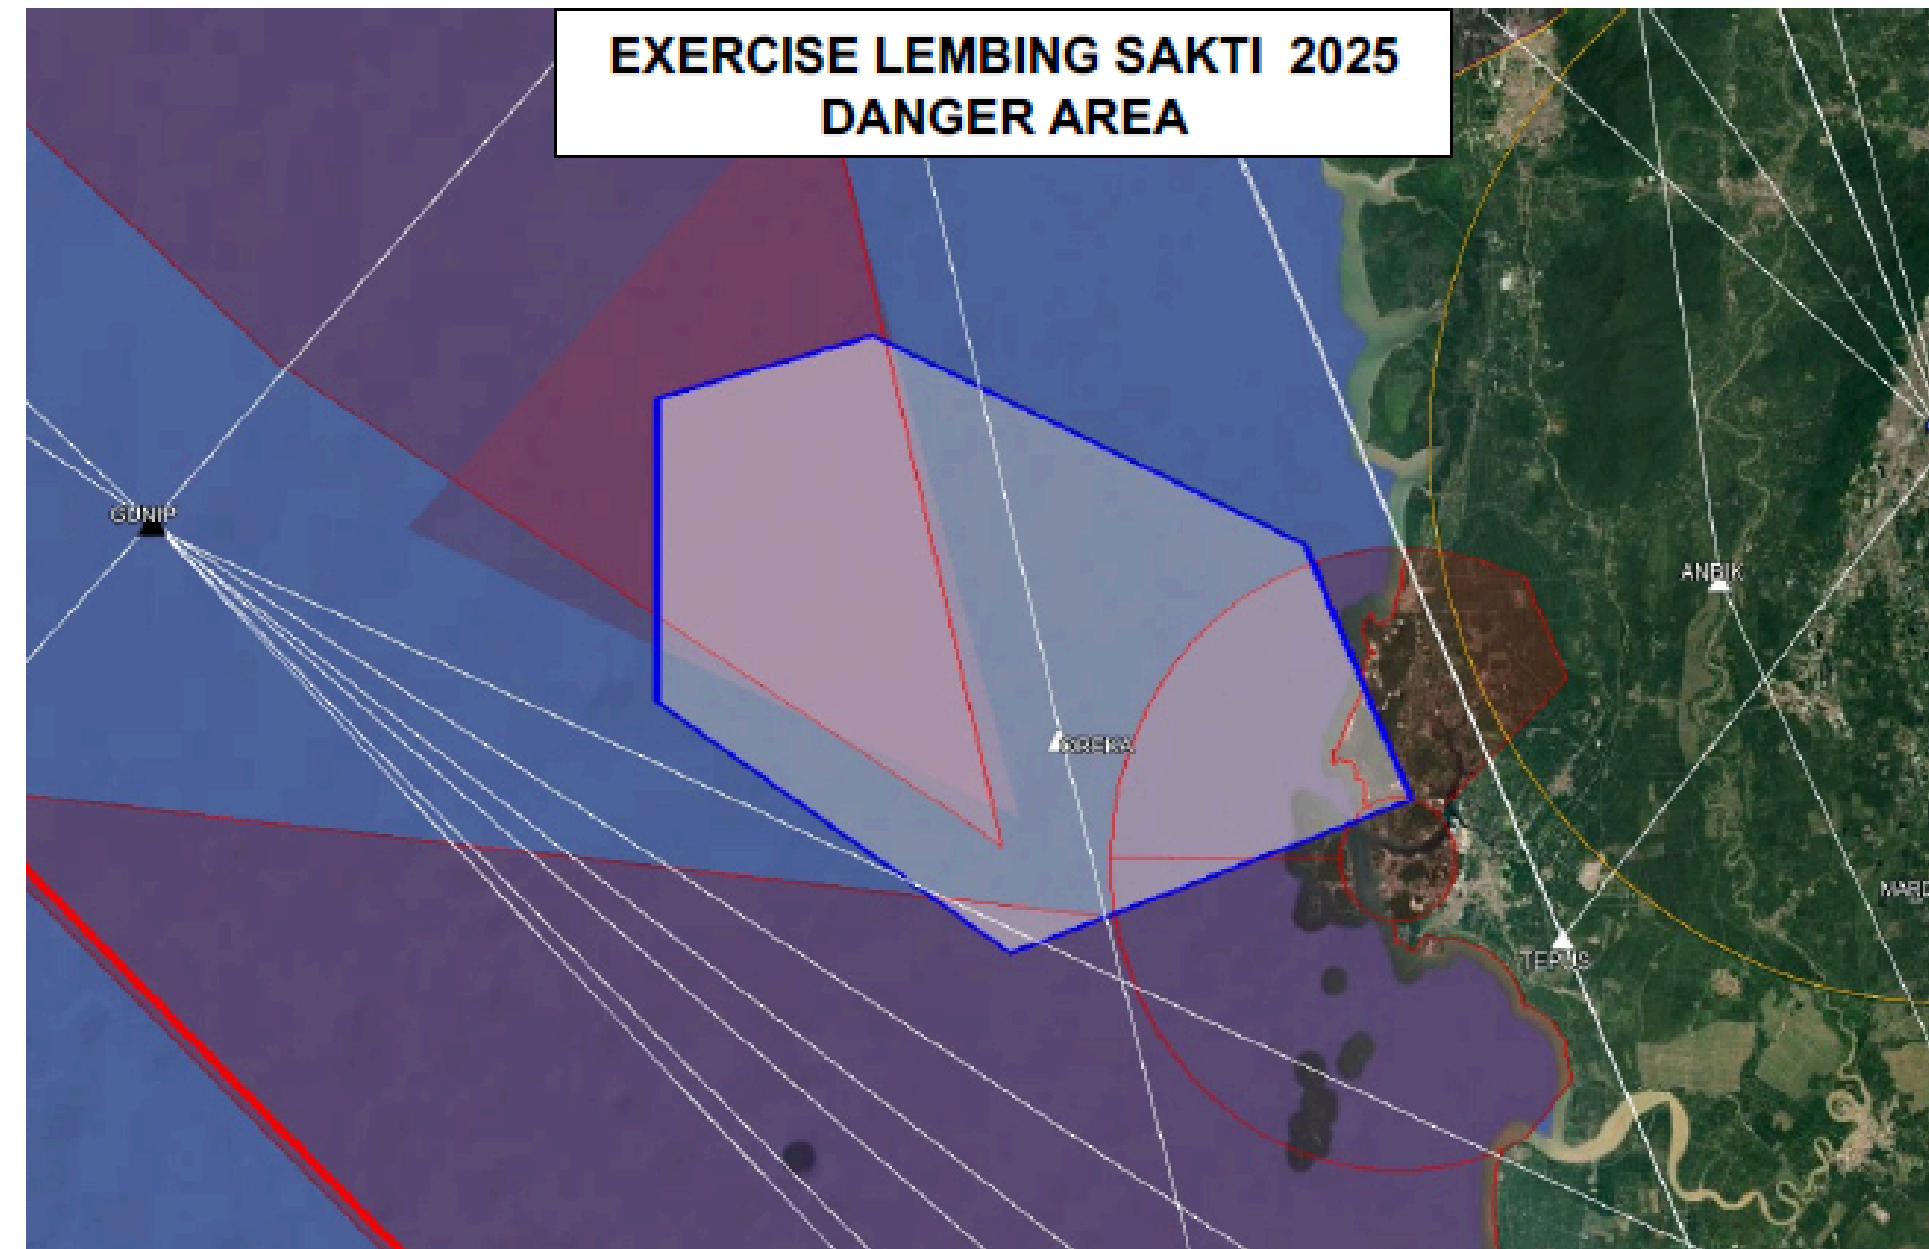 EXERCISE LEMBING SAKTI 2025
DANGER AREA
GUNIP
ANBIK
TEPUS